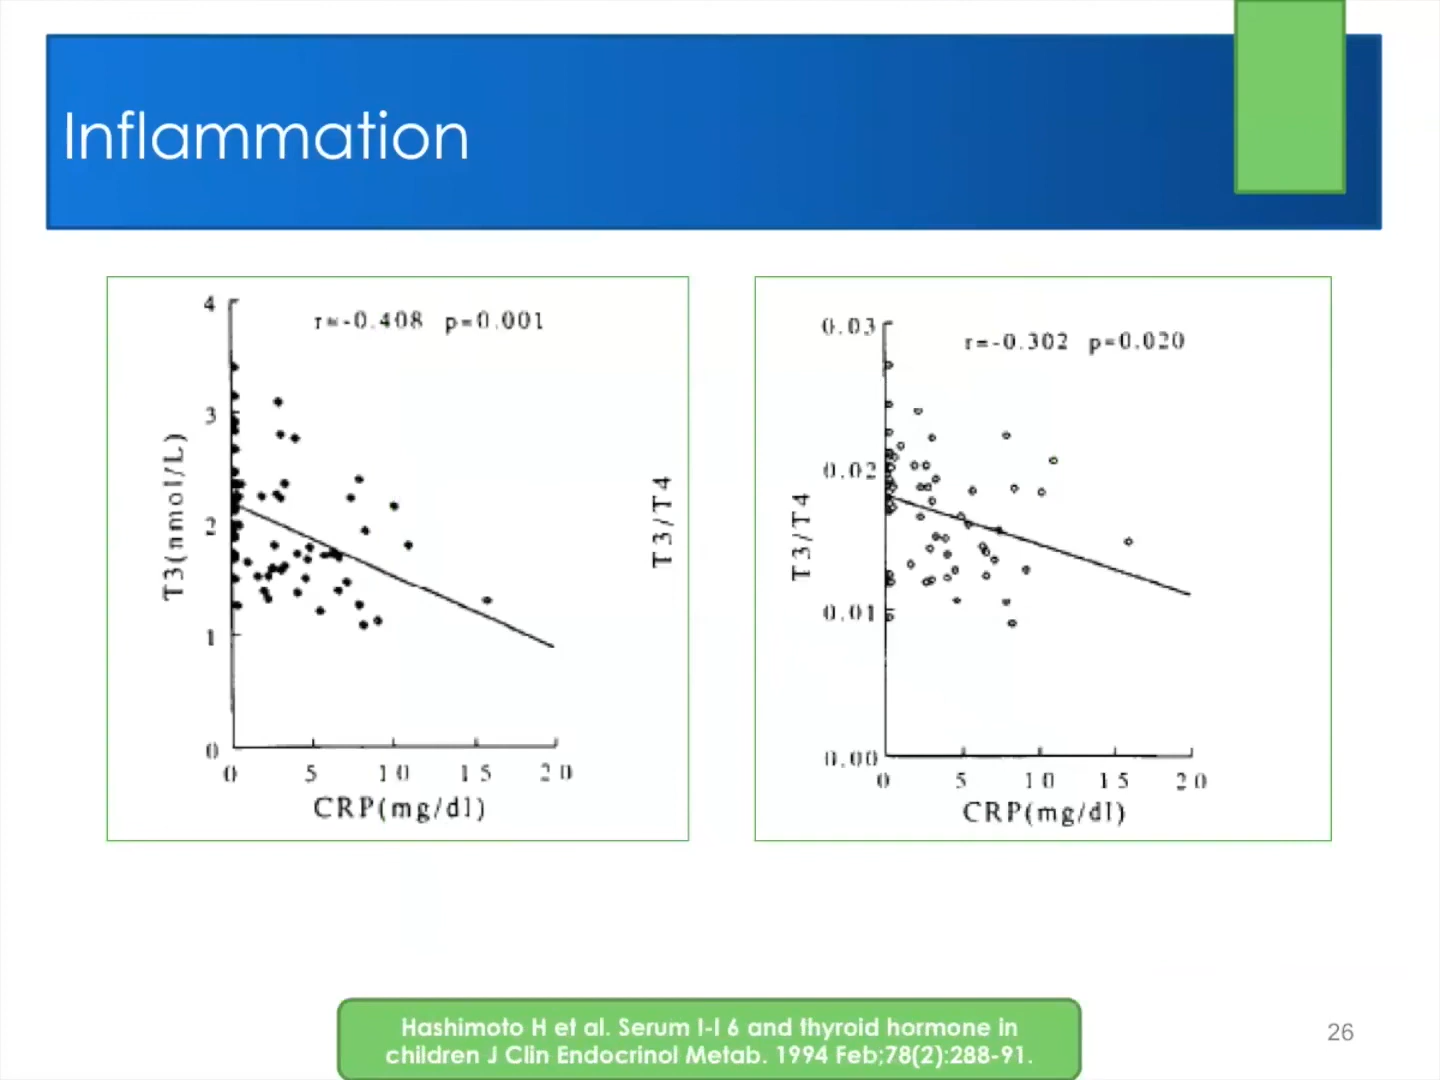 Inflammation
r=-0.408 p=0.001
4
3
2
1
0
T3(nmol/L)
0 5 10 15 20
CRP(mg/dl)
T3/T4
r=-0.302 p=0.020
0.03
0.02
0.01
0.00
T3/T4
0 5 10 15 20
CRP(mg/dl)
Hashimoto H et al. Serum I-l 6 and thyroid hormone in
children J Clin Endocrinol Metab. 1994 Feb;78(2):288-91.
26